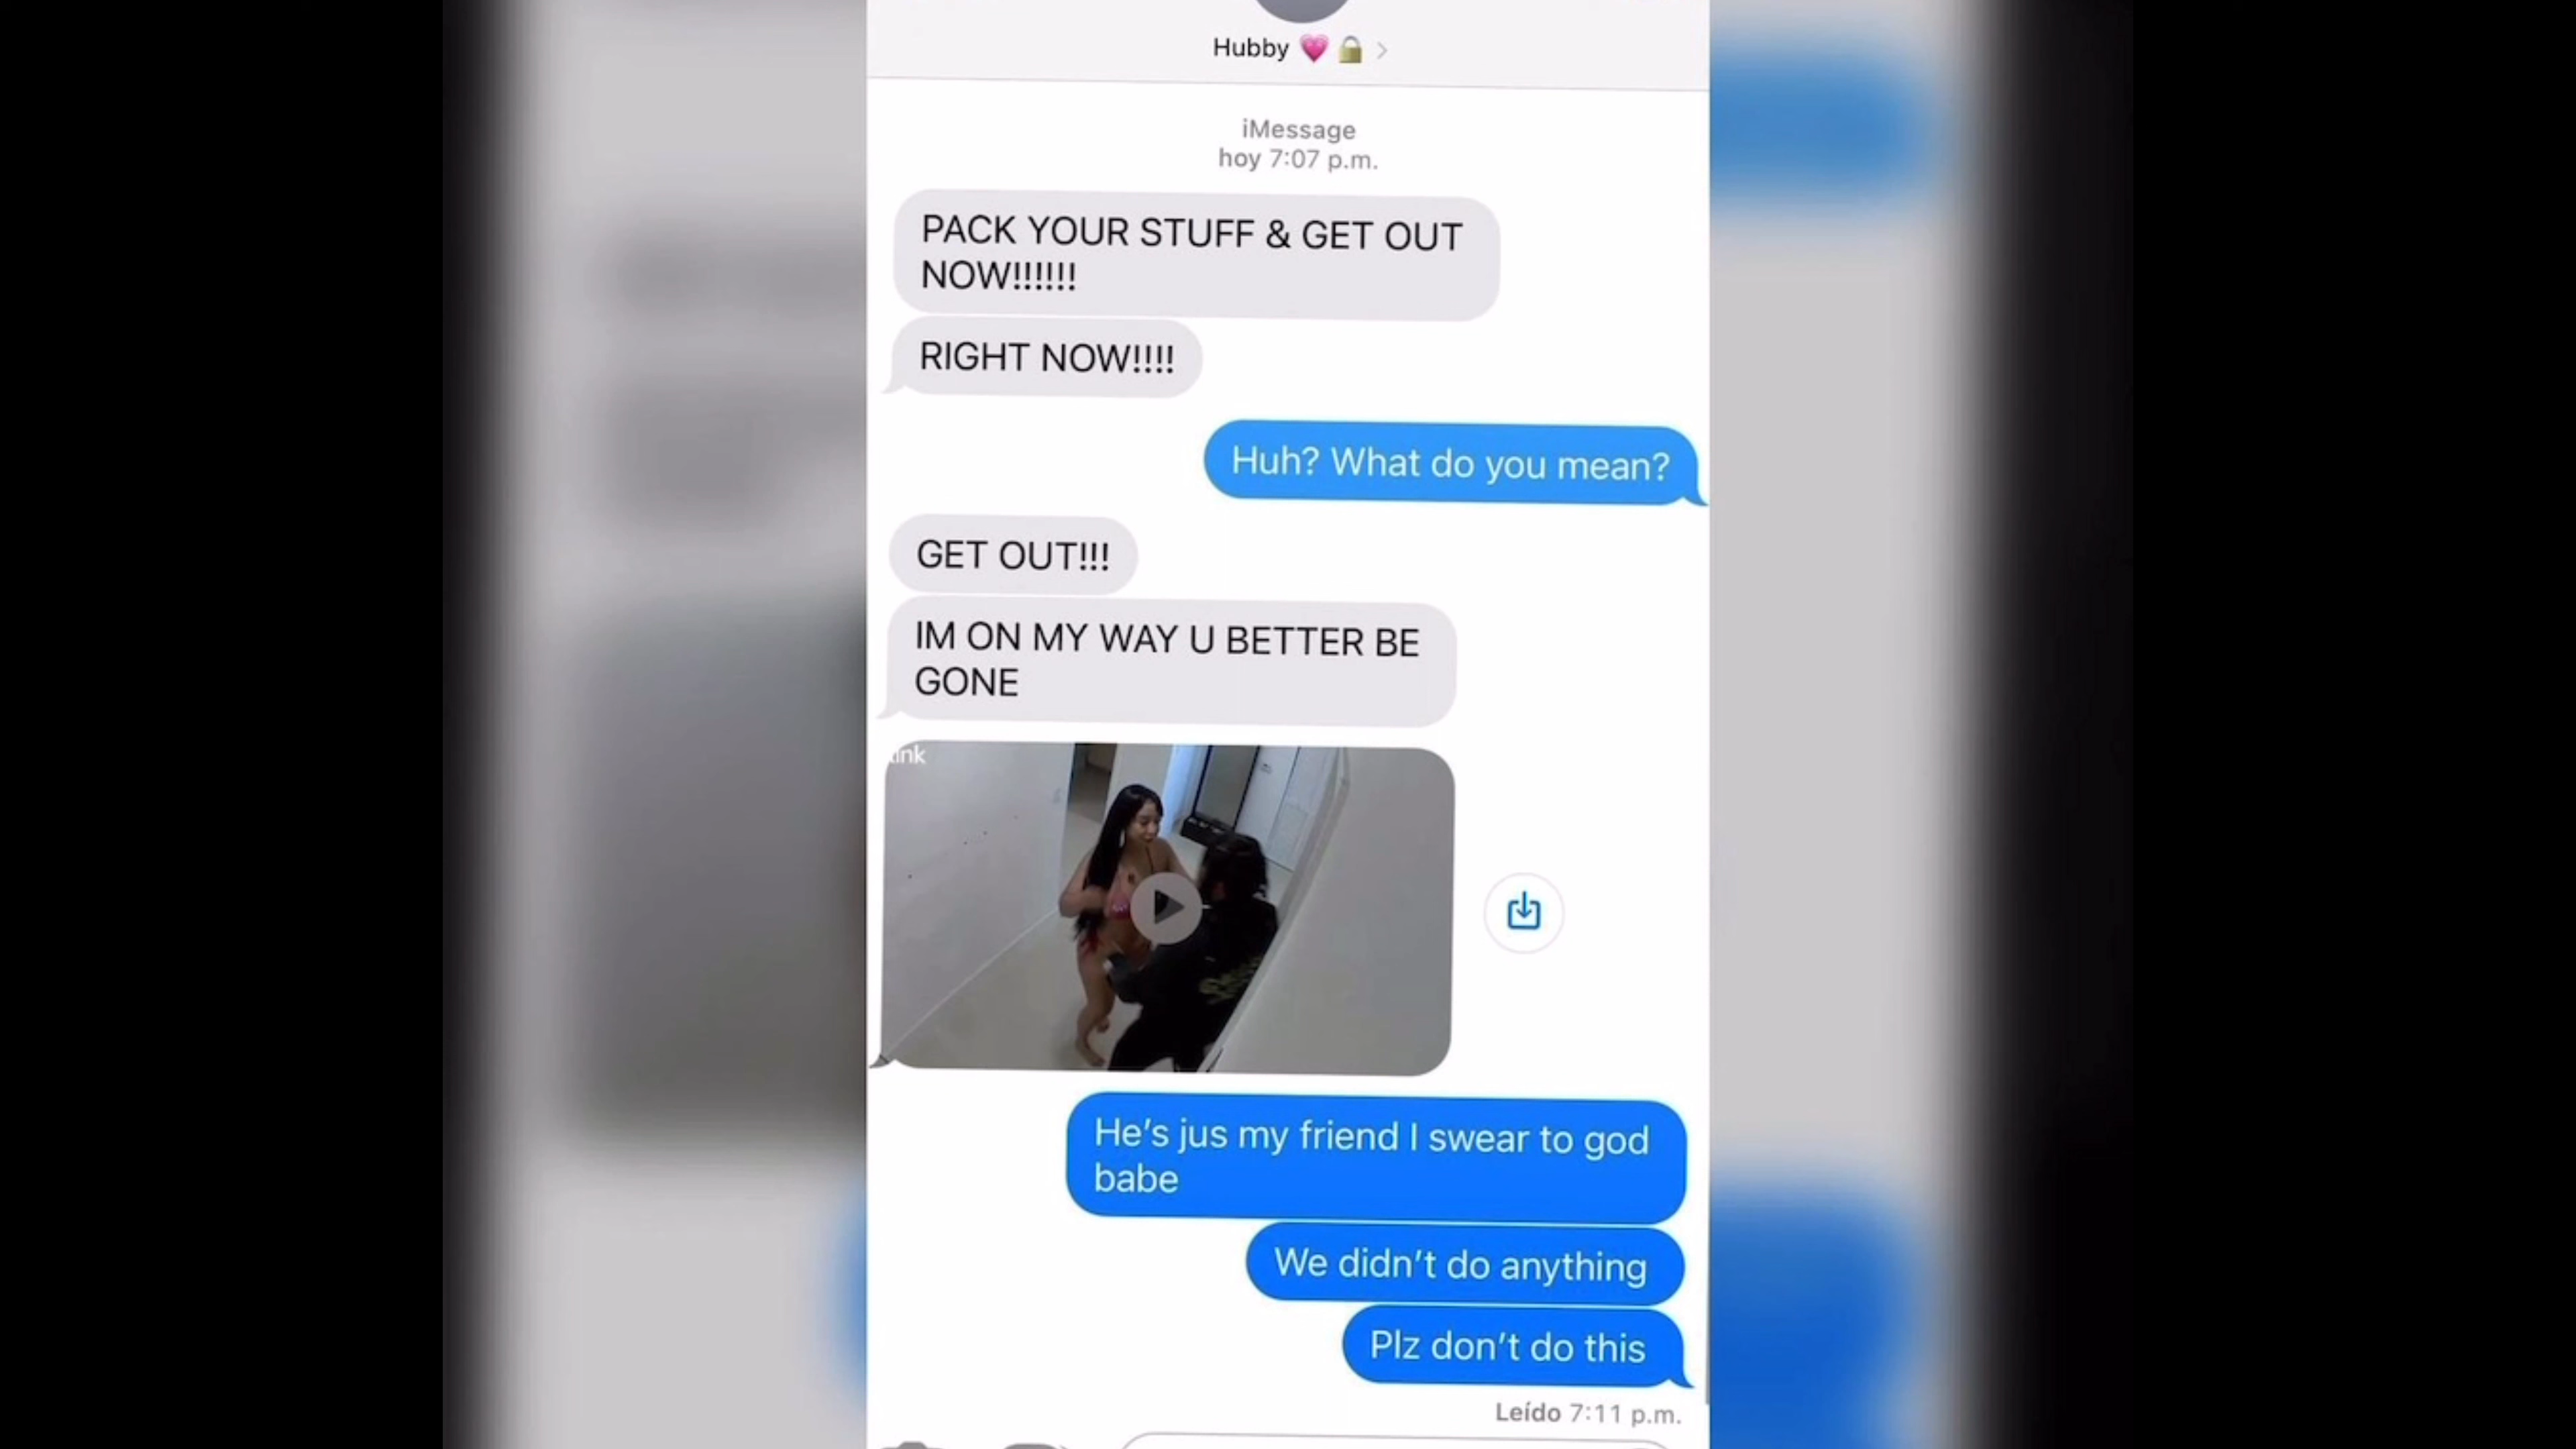 Hubby
iMessage
hoy 7:07 p.m.
PACK YOUR STUFF & GET OUT
NOW!!!!!!
RIGHT NOW!!!!
Huh? What do you mean?
GET OUT!!!
IM ON MY WAY U BETTER BE
GONE
He's jus my friend I swear to god
babe
We didn't do anything
Plz don't do this
Leído 7:11 p.m.